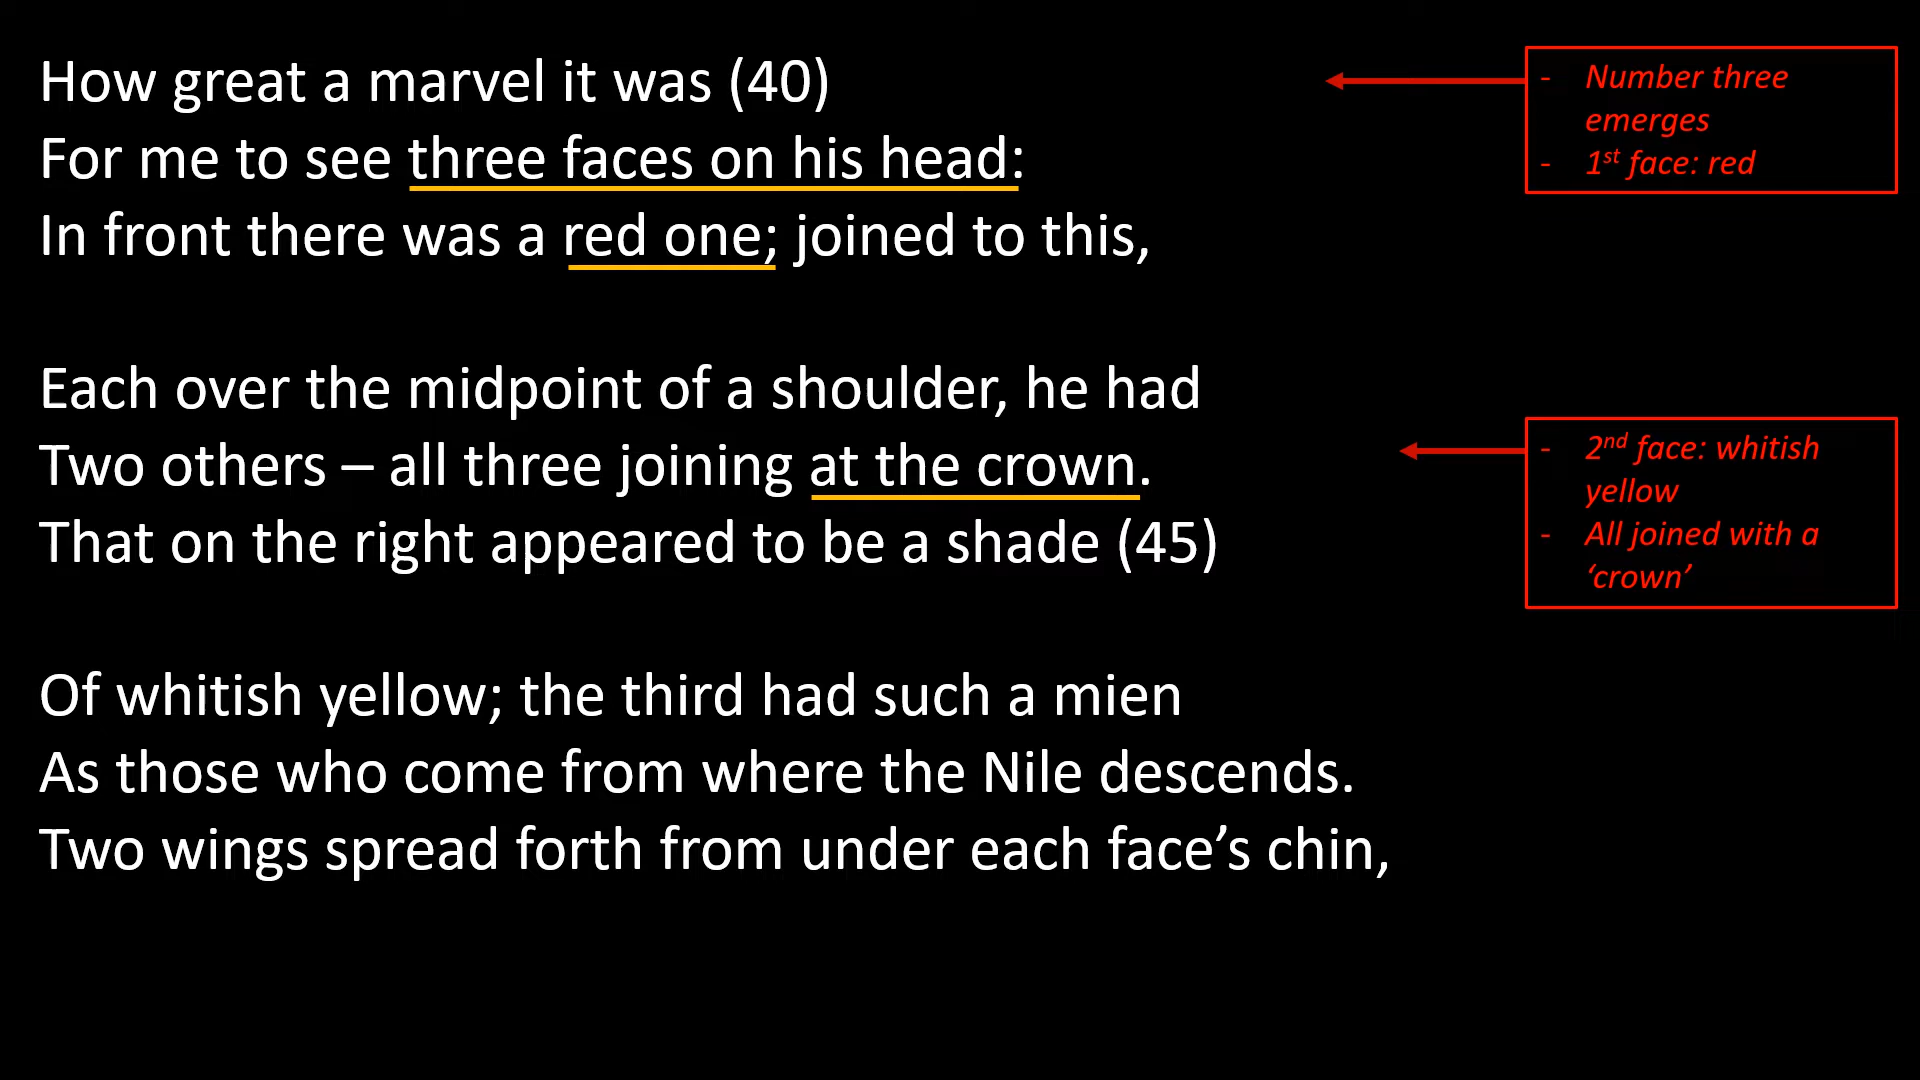 How great a marvel it was (40)
For me to see three faces on his head:
In front there was a red one; joined to this,
Each over the midpoint of a shoulder, he had
Two others – all three joining at the crown.
That on the right appeared to be a shade (45)
Of whitish yellow; the third had such a mien
As those who come from where the Nile descends.
Two wings spread forth from under each face’s chin,
- Number three
emerges
- 1st face: red
- 2nd face: whitish
yellow
- All joined with a
‘crown’